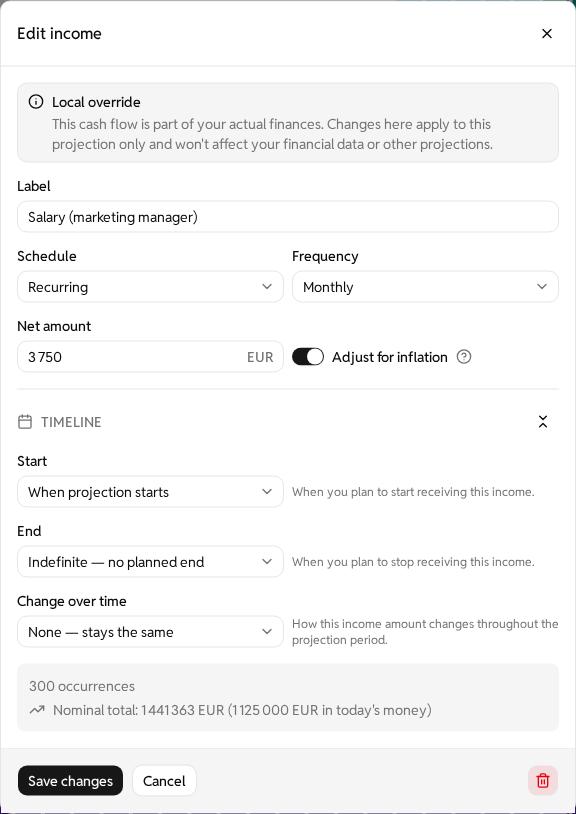 Edit income
Local override
This cash flow is part of your actual finances. Changes here apply to this
projection only and won't affect your financial data or other projections.
Label
Salary (marketing manager)
Schedule
Frequency
Recurring
Monthly
Net amount
3 750
EUR
Adjust for inflation
TIMELINE
Start
When projection starts
When you plan to start receiving this income.
End
Indefinite — no planned end
When you plan to stop receiving this income.
Change over time
None — stays the same
How this income amount changes throughout the
projection period.
300 occurrences
Nominal total: 1 441 363 EUR (1 125 000 EUR in today's money)
Save changes
Cancel